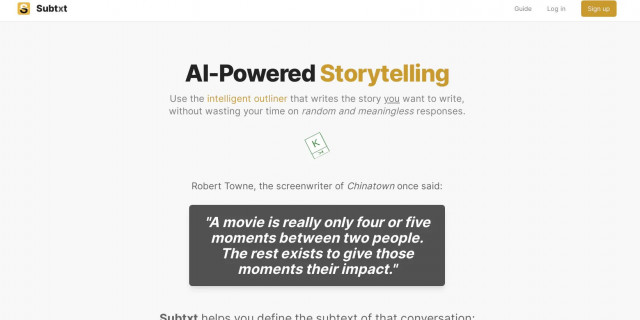 Subtxt
Guide
Log in
Sign up
AI-Powered Storytelling
Use the intelligent outliner that writes the story you want to write,
without wasting your time on random and meaningless responses.
K
Robert Towne, the screenwriter of Chinatown once said:
"A movie is really only four or five
moments between two people.
The rest exists to give those
moments their impact."
Subtxt helps you define the subtext of that conversation: